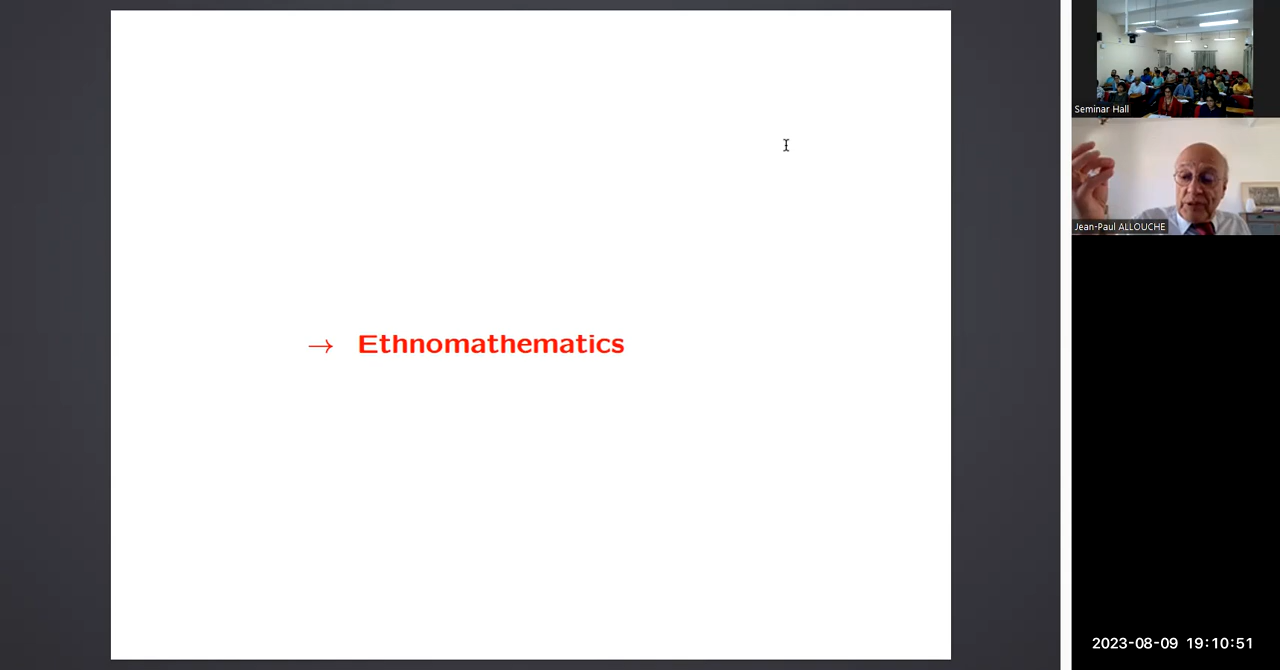 → Ethnomathematics
Seminar Hall
Jean-Paul ALLOUCHE
2023-08-09 19:10:51